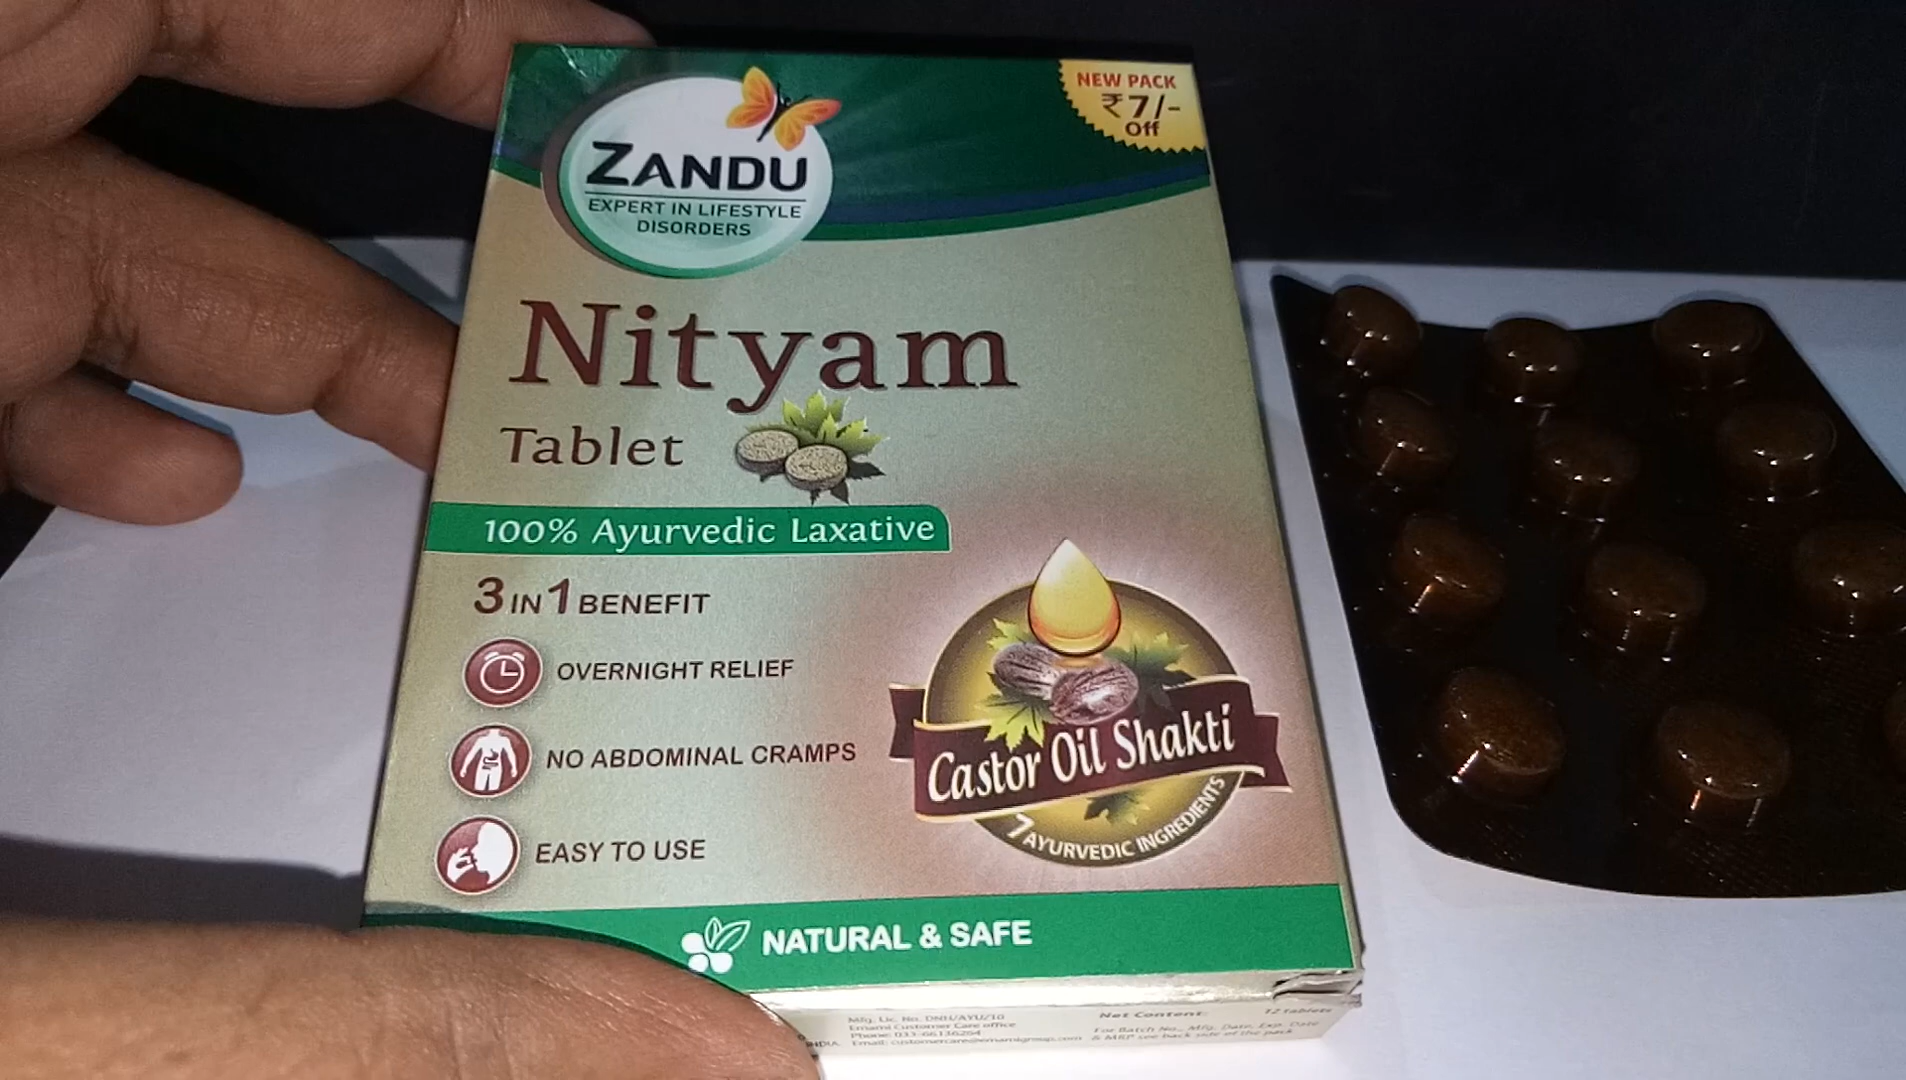 ZANDU
EXPERT IN LIFESTYLE
DISORDERS
NEW PACK
₹7/-
Off
Nityam
Tablet
100% Ayurvedic Laxative
3 IN 1 BENEFIT
OVERNIGHT RELIEF
NO ABDOMINAL CRAMPS
EASY TO USE
Castor Oil Shakti
7 AYURVEDIC INGREDIENTS
NATURAL & SAFE
Mfg. Lic. No. DNH/AYU/10
Emami Customer Care office
Phone: 033-66136264
INDIA. Email: customercare@emamigroup.com
Net Content: 12 tablets
For Batch No., Mfg. Date, Exp. Date
& MRP see back side of the pack